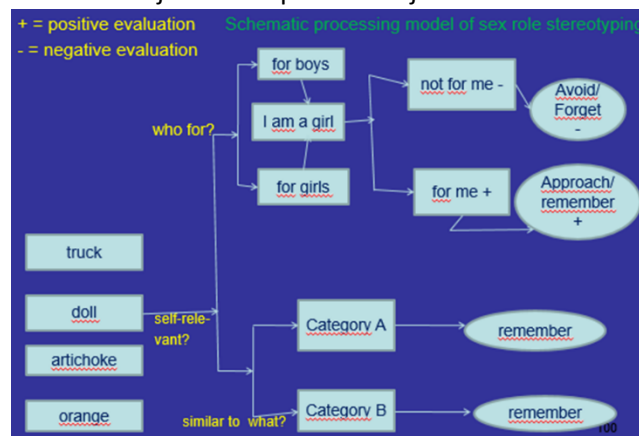 + = positive evaluation
Schematic processing model of sex role stereotyping
- = negative evaluation
for boys
not for me -
Avoid/
Forget
-
who for?
I am a girl
for girls
for me +
Approach/
remember
+
truck
doll
self-rele-
vant?
artichoke
orange
Category A
remember
similar to what?
Category B
remember
100